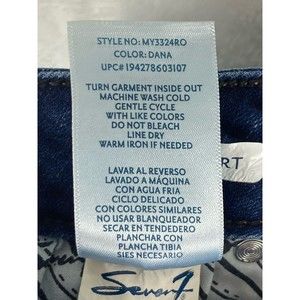 STYLE NO: MY3324RO
COLOR: DANA
UPC# 194278603107
TURN GARMENT INSIDE OUT
MACHINE WASH COLD
GENTLE CYCLE
WITH LIKE COLORS
DO NOT BLEACH
LINE DRY
WARM IRON IF NEEDED
RT
LAVAR AL REVERSO
LAVADO A MÁQUINA
CON AGUA FRIA
CICLO DELICADO
CON COLORES SIMILARES
NO USAR BLANQUEADOR
SECAR EN TENDEDERO
PLANCHAR CON
PLANCHA TIBIA
SIES NECESARIO
Seven7